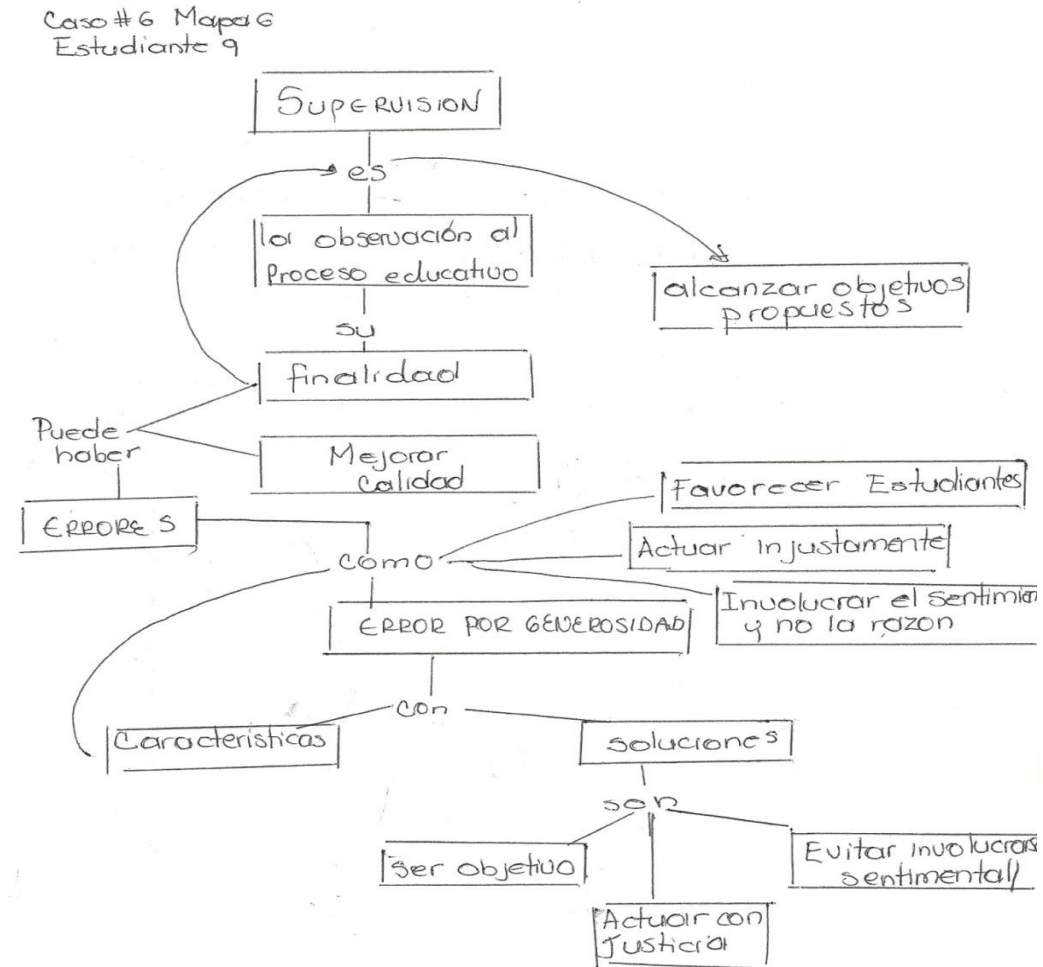 Caso #6 Mapa 6
Estudiante 9
SUPERVISION
es
la observación al
Proceso educativo
alcanzar objetivos
propuestos
su
finalidad
Puede
haber
Mejorar
Calidad
Favorecer Estudiantes
ERRORES
Actuar injustamente
como
Involucrar el sentimien
y no la razon
ERROR POR GENEROSIDAD
con
Caracteristicas
soluciones
son
Ser objetivo
Evitar involucrarse
sentimental/
Actuar con
Justicia